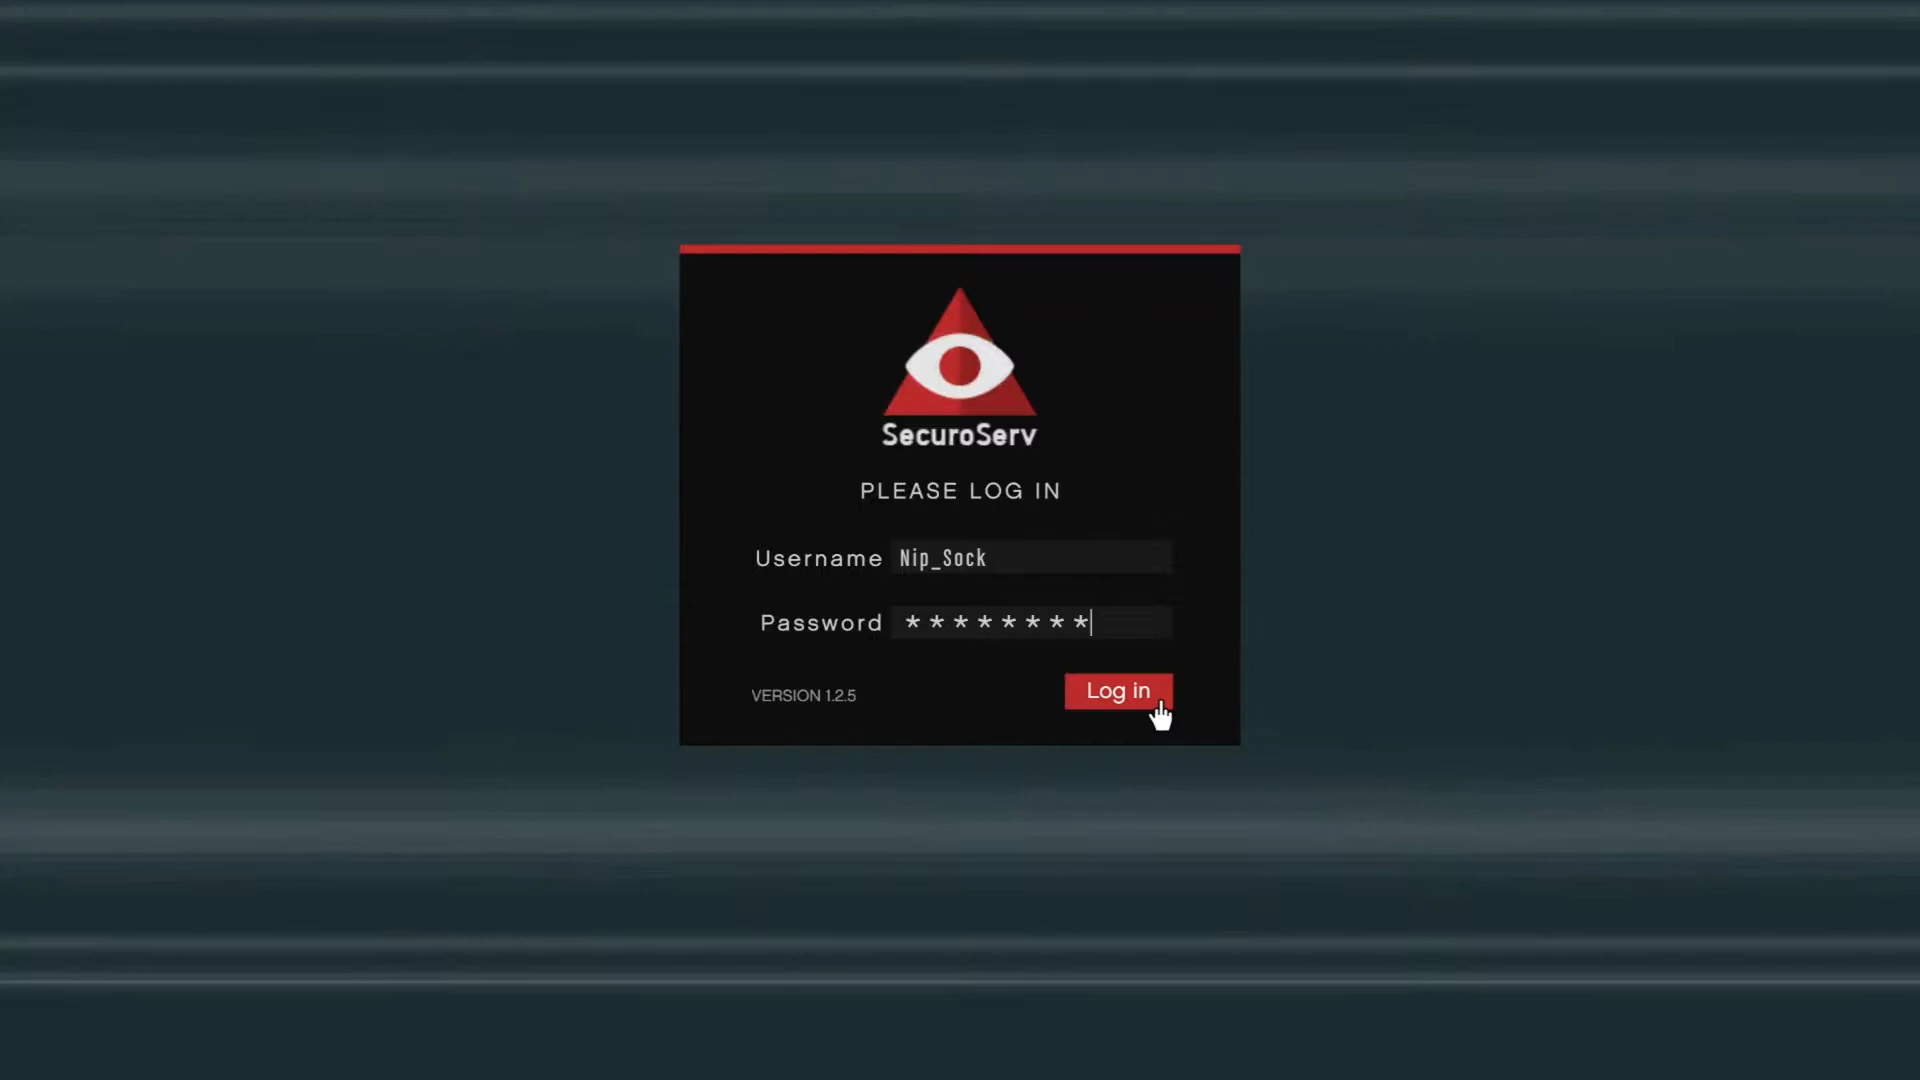 SecuroServ
PLEASE LOG IN
Username Nip_Sock
Password ********
VERSION 1.2.5
Log in